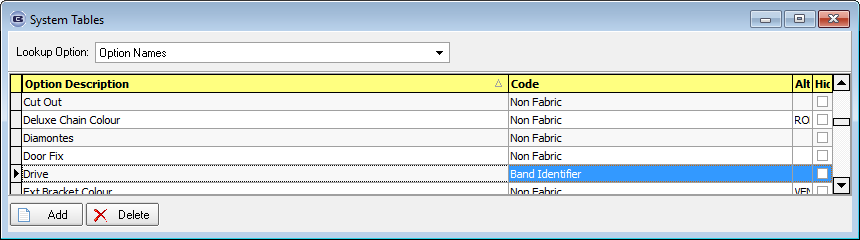 System Tables
Lookup Option: Option Names
Option Description Code Alt Hic
Cut Out Non Fabric
Deluxe Chain Colour Non Fabric RO
Diamontes Non Fabric
Door Fix Non Fabric
Drive Band Identifier
Ext Bracket Colour Non Fabric VEN
Add Delete